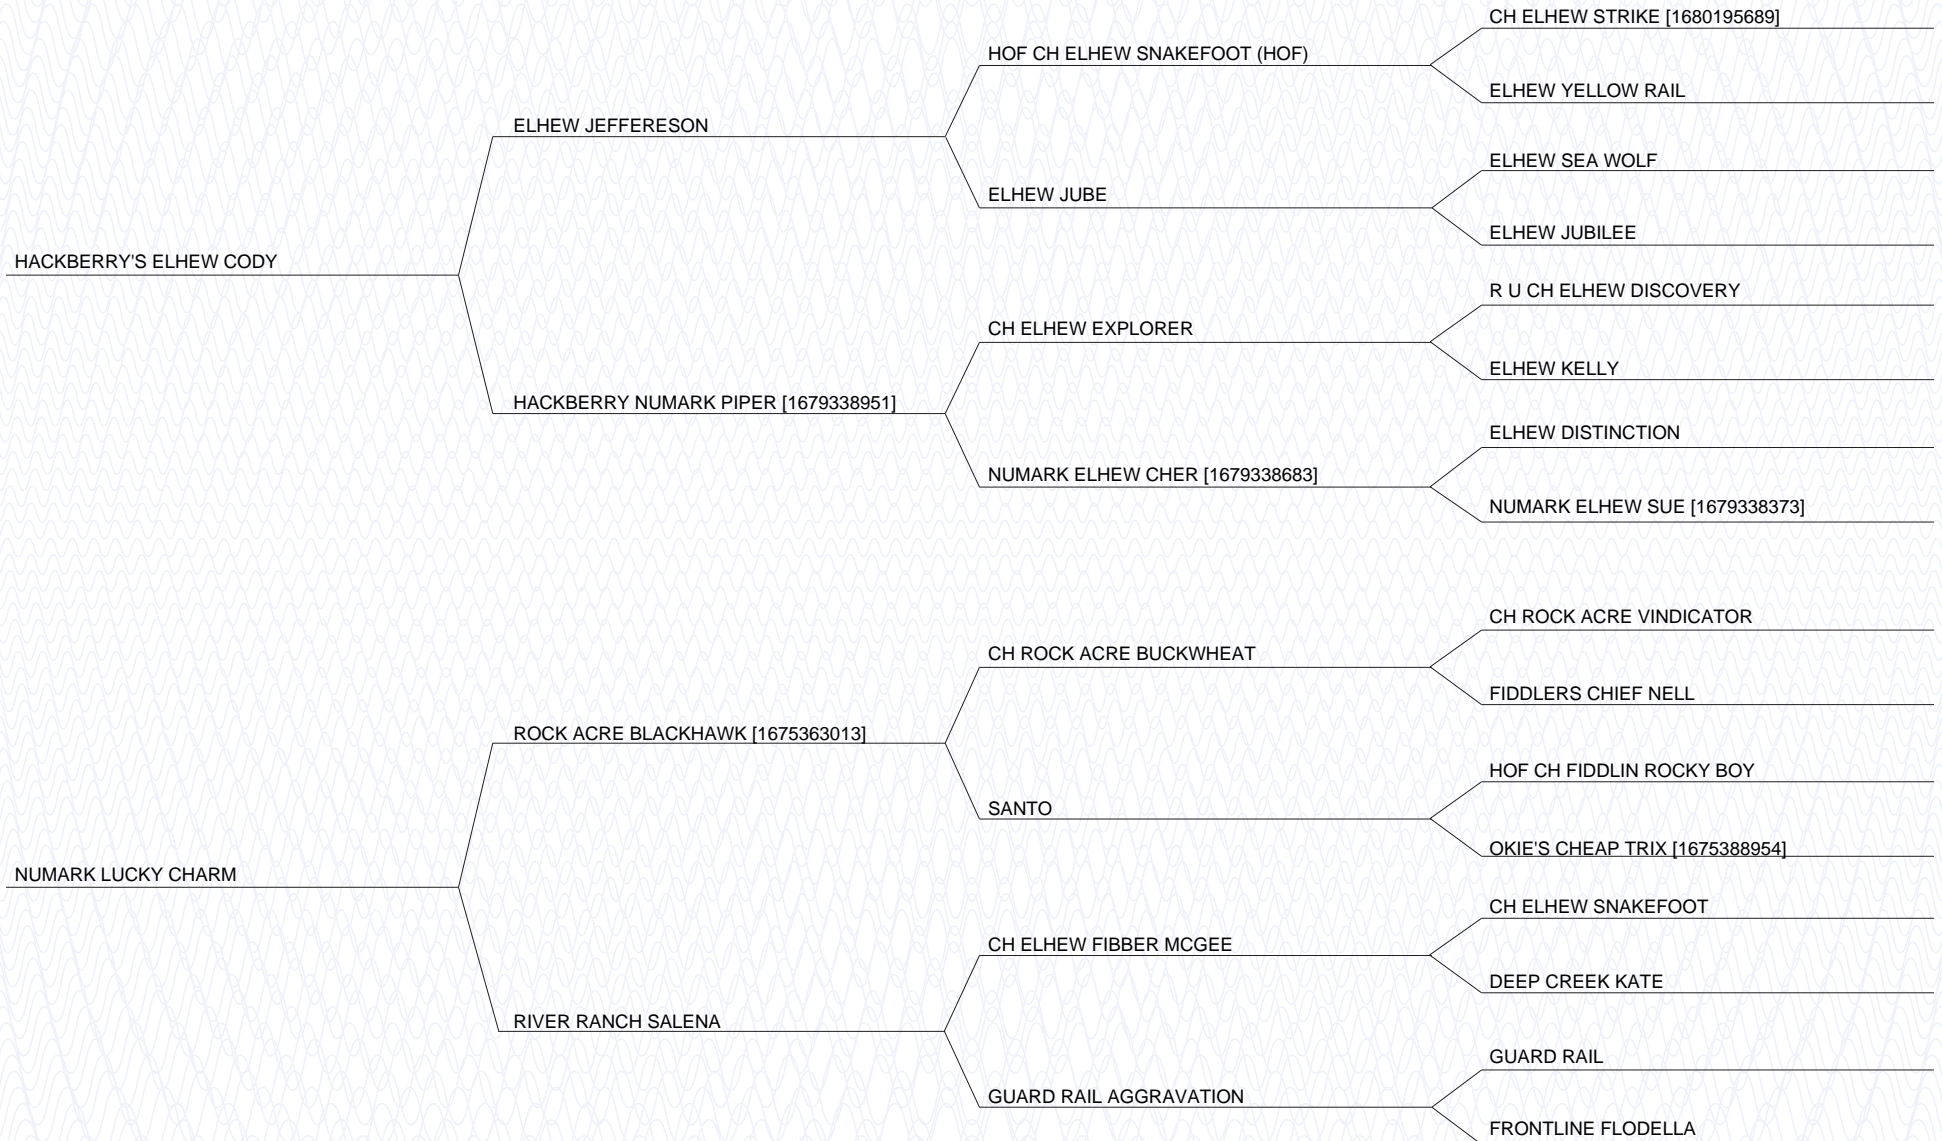 CH ELHEW STRIKE [1680195689]
HOF CH ELHEW SNAKEFOOT (HOF)
ELHEW YELLOW RAIL
ELHEW JEFFERESON
ELHEW SEA WOLF
ELHEW JUBE
ELHEW JUBILEE
HACKBERRY'S ELHEW CODY
R U CH ELHEW DISCOVERY
CH ELHEW EXPLORER
ELHEW KELLY
HACKBERRY NUMARK PIPER [1679338951]
ELHEW DISTINCTION
NUMARK ELHEW CHER [1679338683]
NUMARK ELHEW SUE [1679338373]
CH ROCK ACRE VINDICATOR
CH ROCK ACRE BUCKWHEAT
FIDDLERS CHIEF NELL
ROCK ACRE BLACKHAWK [1675363013]
HOF CH FIDDLIN ROCKY BOY
SANTO
OKIE'S CHEAP TRIX [1675388954]
NUMARK LUCKY CHARM
CH ELHEW SNAKEFOOT
CH ELHEW FIBBER MCGEE
DEEP CREEK KATE
RIVER RANCH SALENA
GUARD RAIL
GUARD RAIL AGGRAVATION
FRONTLINE FLODELLA